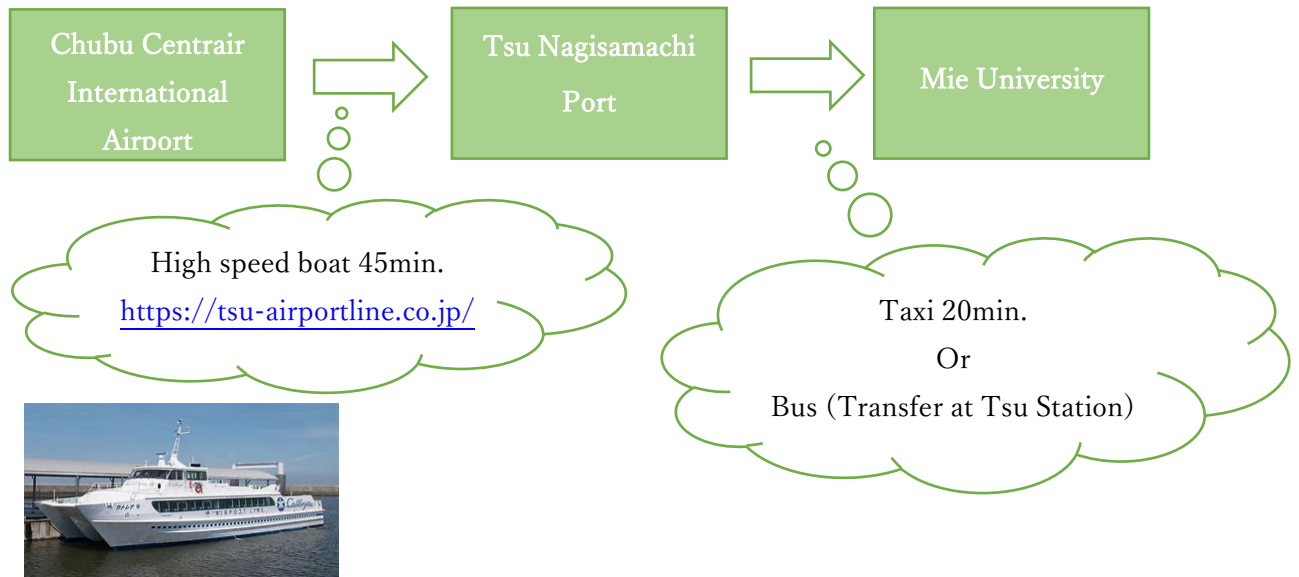 Chubu Centrair
International
Airport
Tsu Nagisamachi
Port
Mie University
High speed boat 45min.
https://tsu-airportline.co.jp/
Taxi 20min.
Or
Bus (Transfer at Tsu Station)
AIRPORT LINE